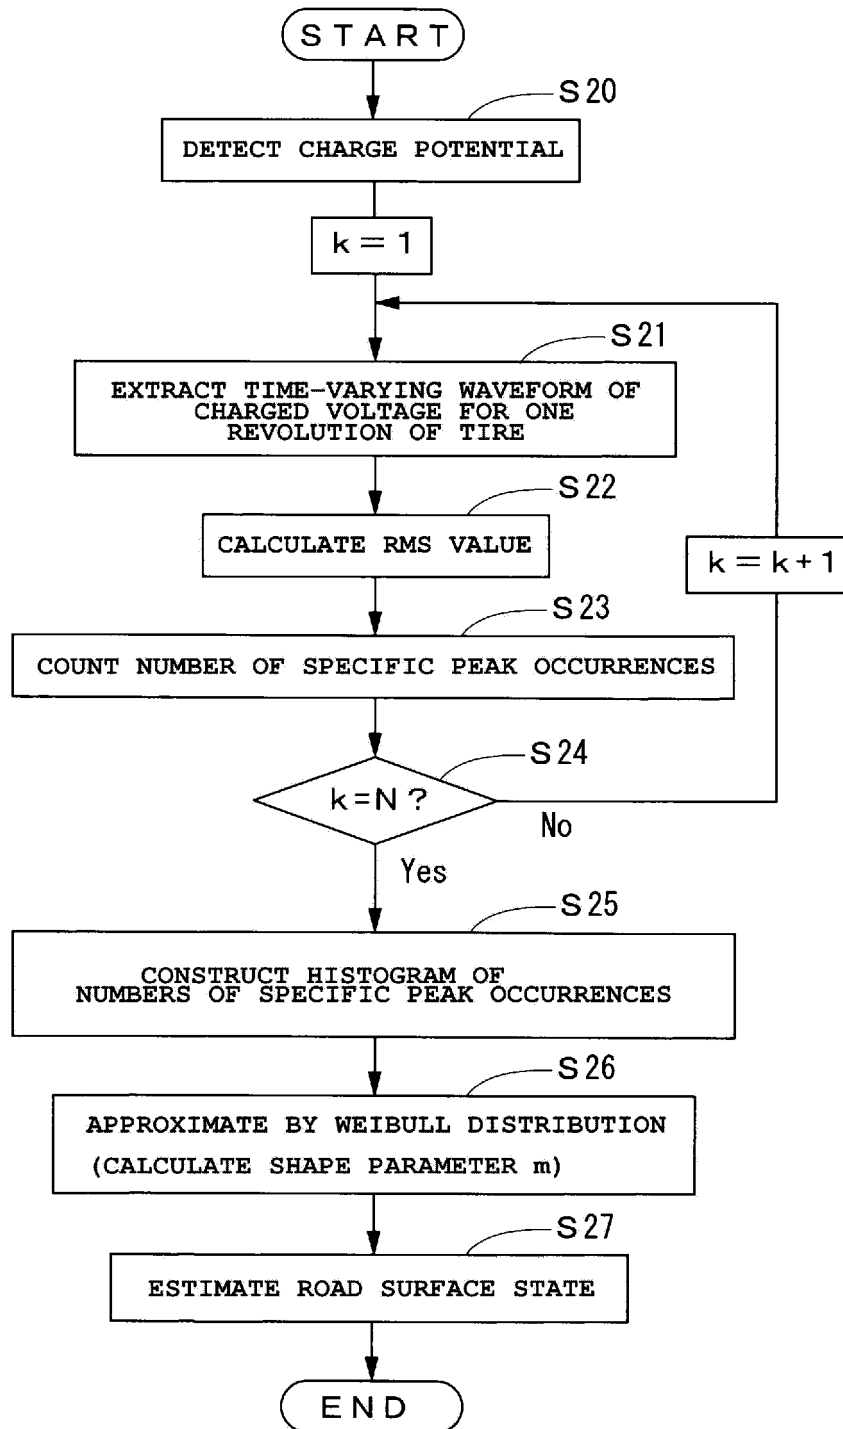 START
S20
DETECT CHARGE POTENTIAL
k = 1
S21
EXTRACT TIME-VARYING WAVEFORM OF
CHARGED VOLTAGE FOR ONE
REVOLUTION OF TIRE
S22
CALCULATE RMS VALUE
k = k+1
S23
COUNT NUMBER OF SPECIFIC PEAK OCCURRENCES
S24
k=N?
No
Yes
S25
CONSTRUCT HISTOGRAM OF
NUMBERS OF SPECIFIC PEAK OCCURRENCES
S26
APPROXIMATE BY WEIBULL DISTRIBUTION
(CALCULATE SHAPE PARAMETER m)
S27
ESTIMATE ROAD SURFACE STATE
END